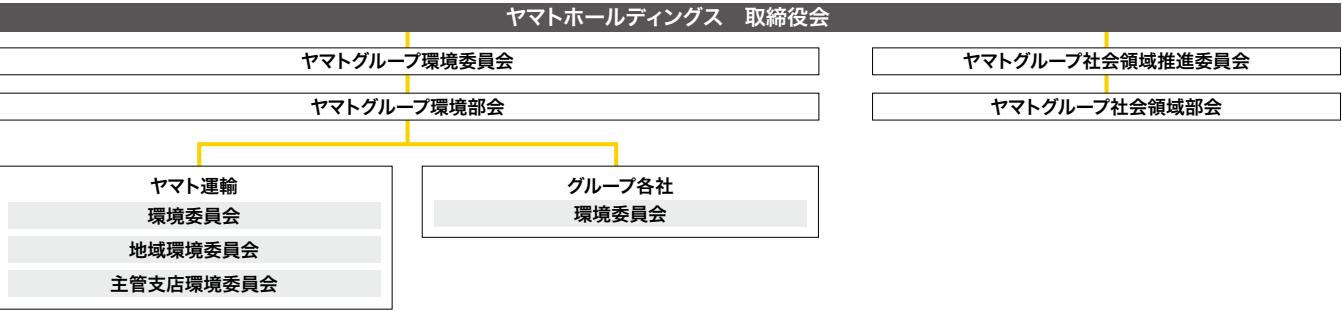 ヤマトホールディングス　取締役会
ヤマトグループ環境委員会
ヤマトグループ社会領域推進委員会
ヤマトグループ環境部会
ヤマトグループ社会領域部会
ヤマト運輸
環境委員会
地域環境委員会
主管支店環境委員会
グループ各社
環境委員会